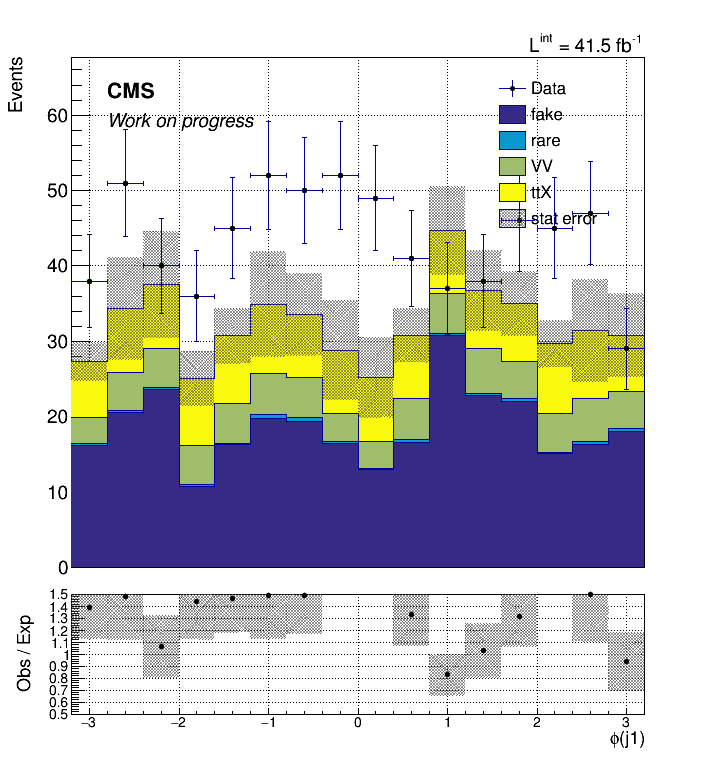 L^int = 41.5 fb^-1
Events
CMS
Work on progress
Data
fake
rare
VV
ttX
stat error
60
50
40
30
20
10
0
Obs / Exp
1.5
1.4
1.3
1.2
1.1
1
0.9
0.8
0.7
0.6
0.5
−3 −2 −1 0 1 2 3
ϕ(j1)